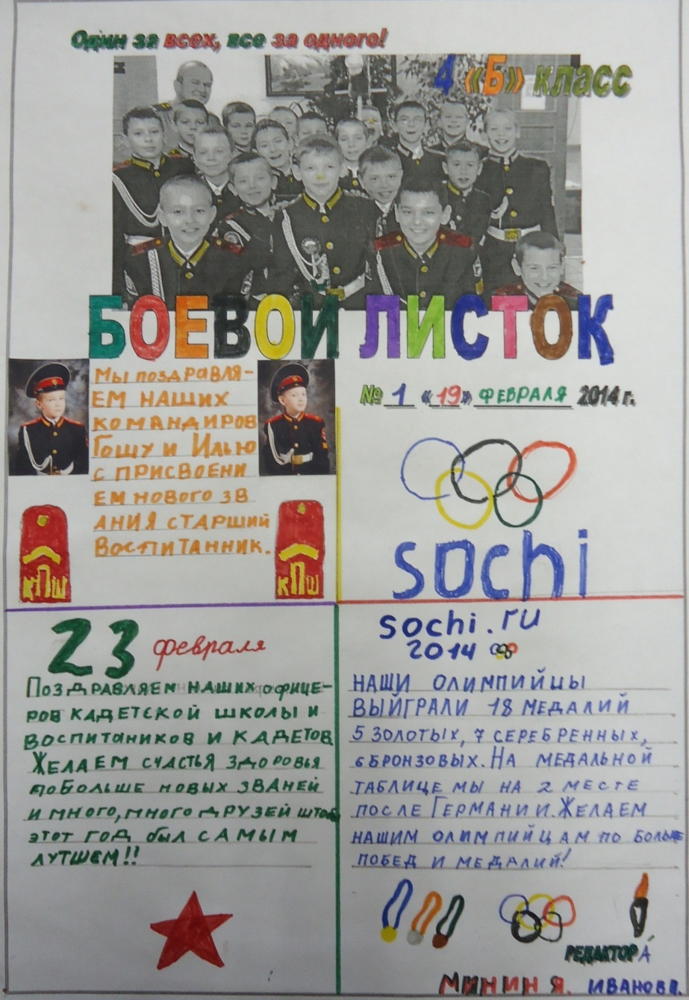 Один за всех, все за одного!
4 «Б» класс
БОЕВОЙ ЛИСТОК
Мы поздравля-
ем наших
командиров
Гошу и Илью
с присвоени
ем нового зв
ания старший
воспитанник.
КПШ
КПШ
№ 1 «19» февраля 2014 г.
sochi
23 февраля
Поздравляем наших офице-
ров кадетской школы и
воспитаников и кадетов
Желаем счастья здоровья
побольше новых званей
и много, много друзей штоб
этот год был самым
лутшем!!
sochi.ru
2014
Наши олимпийцы
выйграли 18 медалий
5 золотых, 7 серебренных,
6 бронзовых. На медальной
таблице мы на 2 месте
после Германии. Желаем
нашим олимпийцам по больше
побед и медалий!
РЕДАКТОРА
Минин Я. Иванов